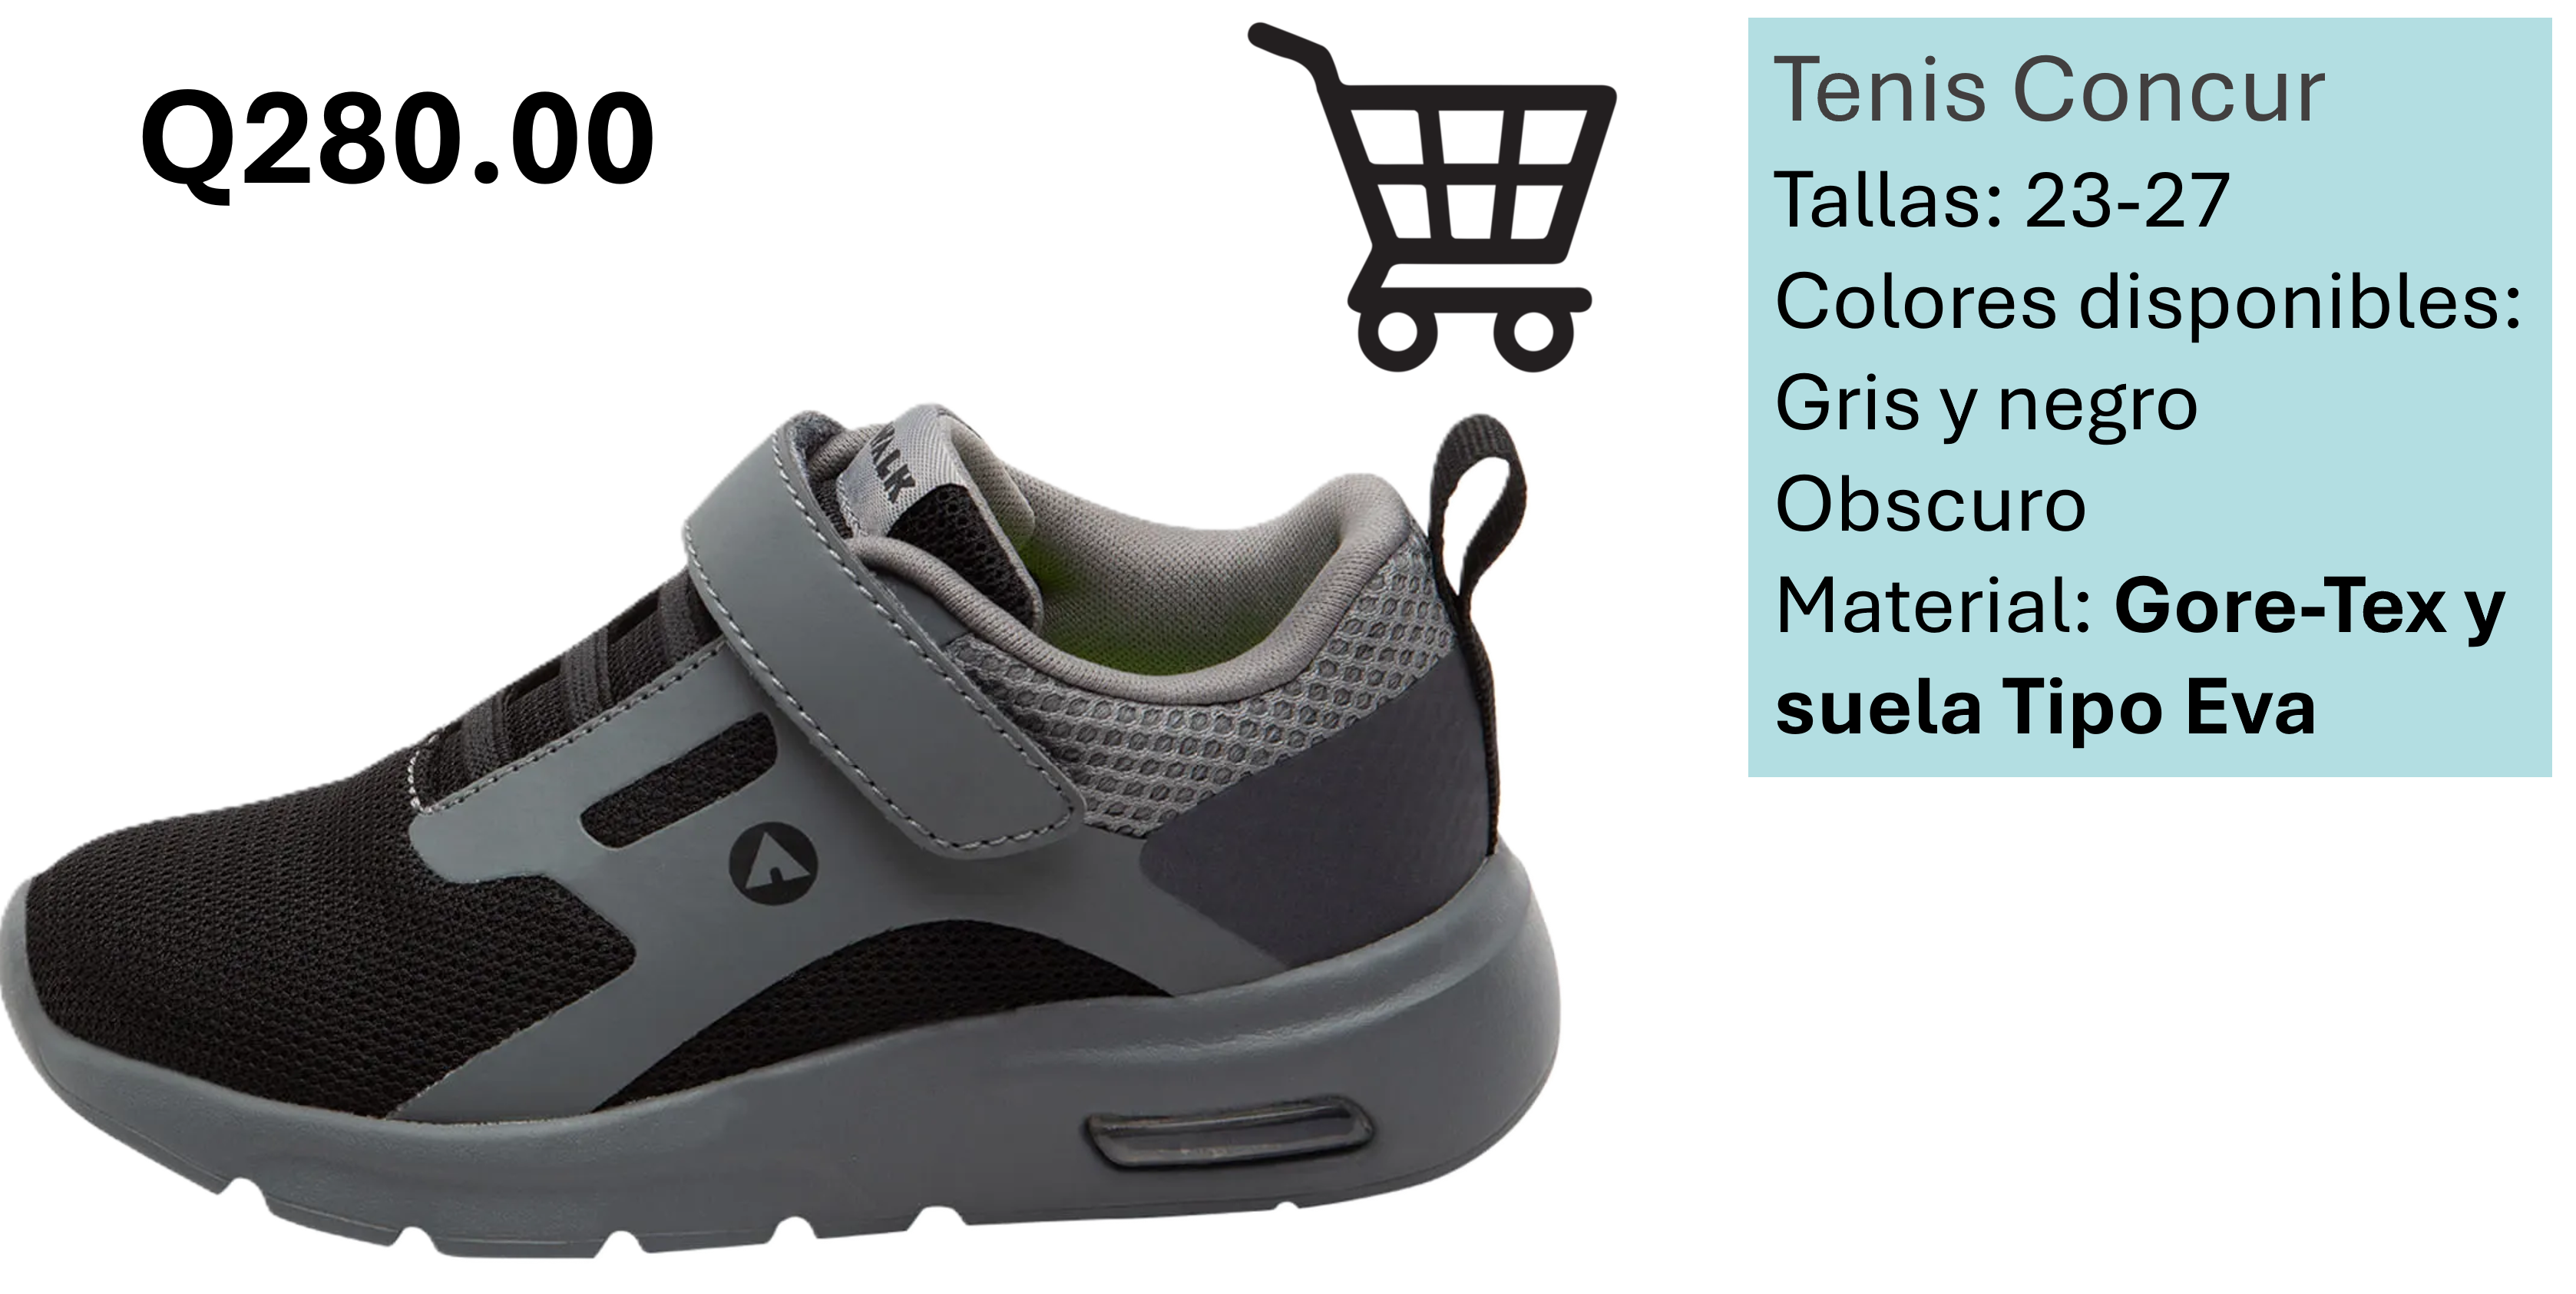 Q280.00
Tenis Concur
Tallas: 23-27
Colores disponibles:
Gris y negro
Obscuro
Material: Gore-Tex y
suela Tipo Eva